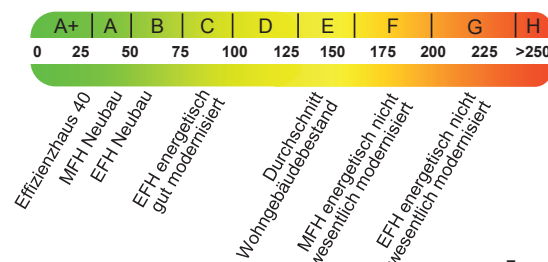 A+ A B C D E F G H
0 25 50 75 100 125 150 175 200 225 >250
Effizienzhaus 40
MFH Neubau
EFH Neubau
EFH energetisch
gut modernisiert
Durchschnitt
Wohngebäudebestand
MFH energetisch nicht
wesentlich modernisiert
EFH energetisch nicht
wesentlich modernisiert